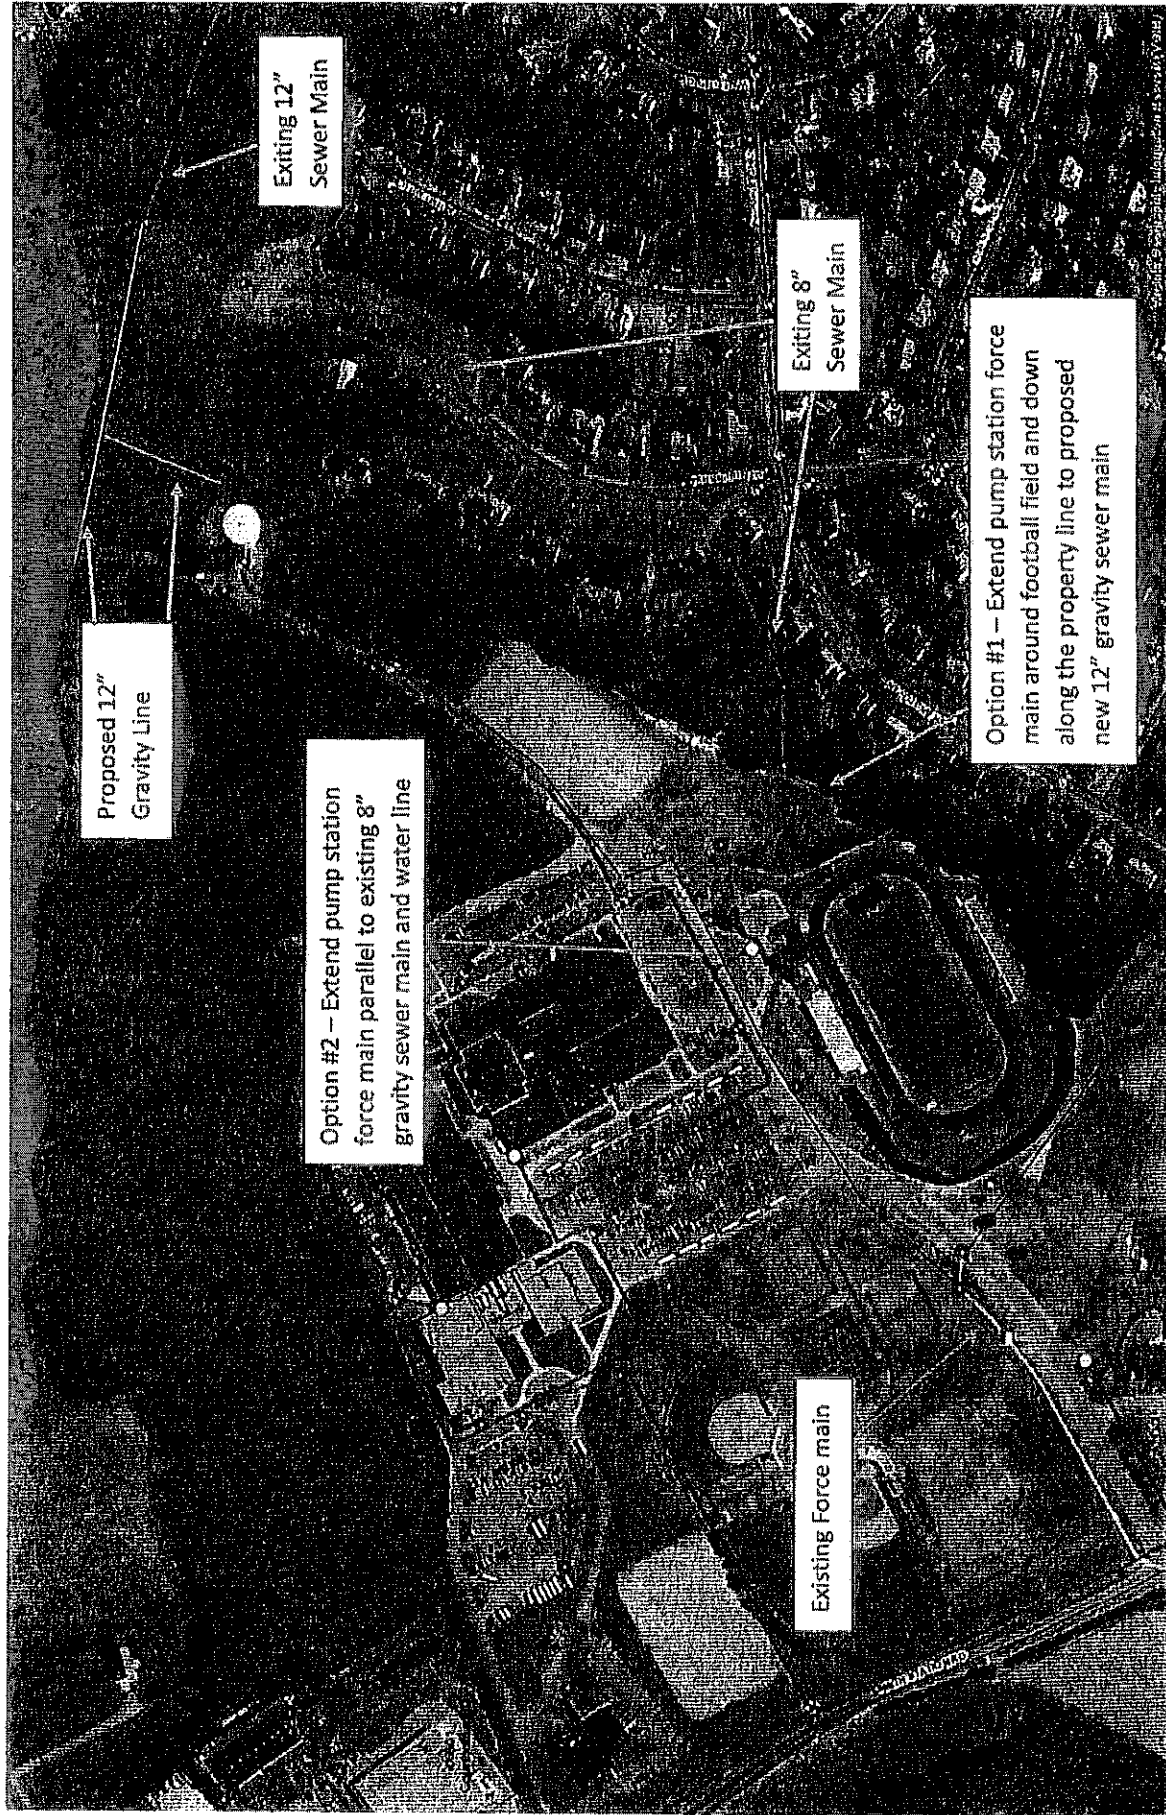 Proposed 12"
Gravity Line
Exiting 12"
Sewer Main
Option #2 – Extend pump station
force main parallel to existing 8"
gravity sewer main and water line
Exiting 8"
Sewer Main
Existing Force main
Option #1 – Extend pump station force
main around football field and down
along the property line to proposed
new 12" gravity sewer main